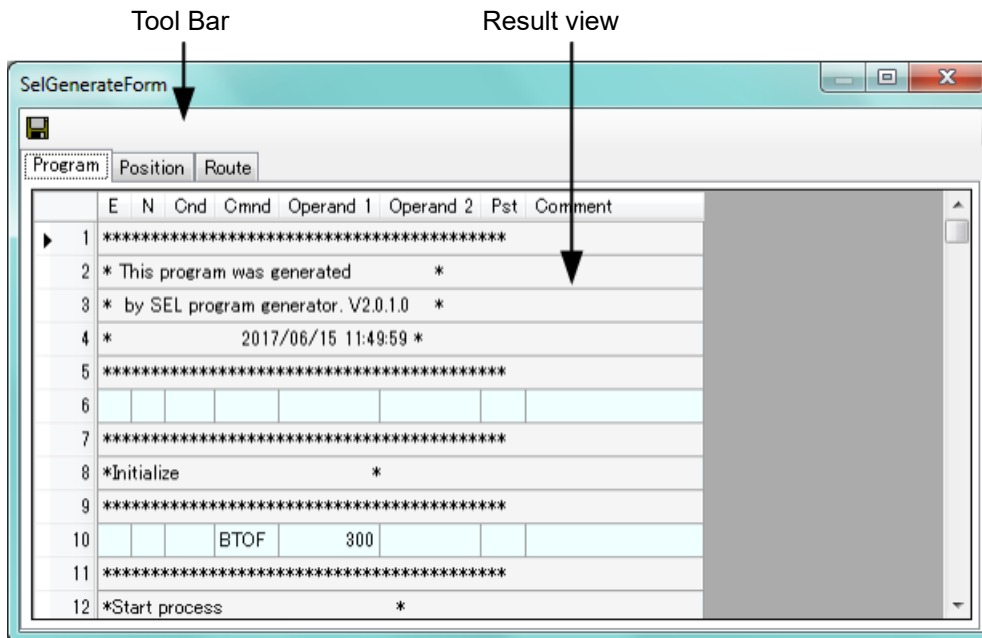 Tool Bar Result view
SelGenerateForm
Program Position Route
E N Cnd Cmnd Operand 1 Operand 2 Pst Comment
1 ******************************************
2 * This program was generated *
3 * by SEL program generator. V2.0.1.0 *
4 * 2017/06/15 11:49:59 *
5 ******************************************
6
7 ******************************************
8 *Initialize *
9 ******************************************
10 BTOF 300
11 ******************************************
12 *Start process *